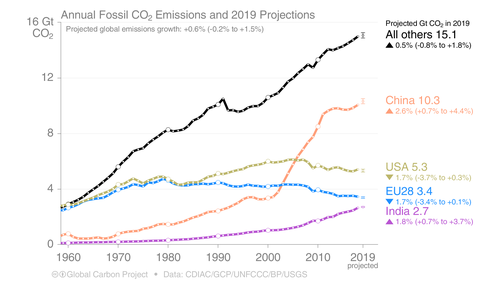 Annual Fossil CO₂ Emissions and 2019 Projections
16 Gt
CO₂
Projected global emissions growth: +0.6% (-0.2% to +1.5%)
Projected Gt CO₂ in 2019
All others 15.1
▲ 0.5% (-0.8% to +1.8%)
12
China 10.3
▲ 2.6% (+0.7% to +4.4%)
8
USA 5.3
▼ 1.7% (-3.7% to +0.3%)
4
EU28 3.4
▼ 1.7% (-3.4% to +0.1%)
India 2.7
▲ 1.8% (+0.7% to +3.7%)
0
1960 1970 1980 1990 2000 2010 2019
projected
Global Carbon Project • Data: CDIAC/GCP/UNFCCC/BP/USGS